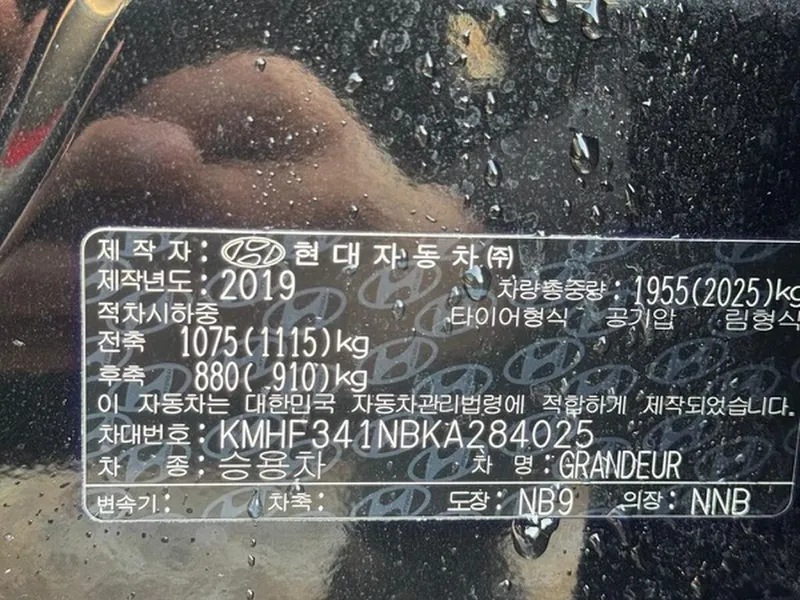 제 작 자 : 현대자동차㈜
제작년도 : 2019 차량총중량 : 1955(2025)kg
적차시하중 타이어형식 공기압 림형식
전축 1075(1115)kg
후축 880( 910)kg
이 자동차는 대한민국 자동차관리법령에 적합하게 제작되었습니다.
차대번호 : KMHF341NBKA284025
차 종 : 승용차 차 명 : GRANDEUR
변속기 : 차축 : 도장 : NB9 의장 : NNB